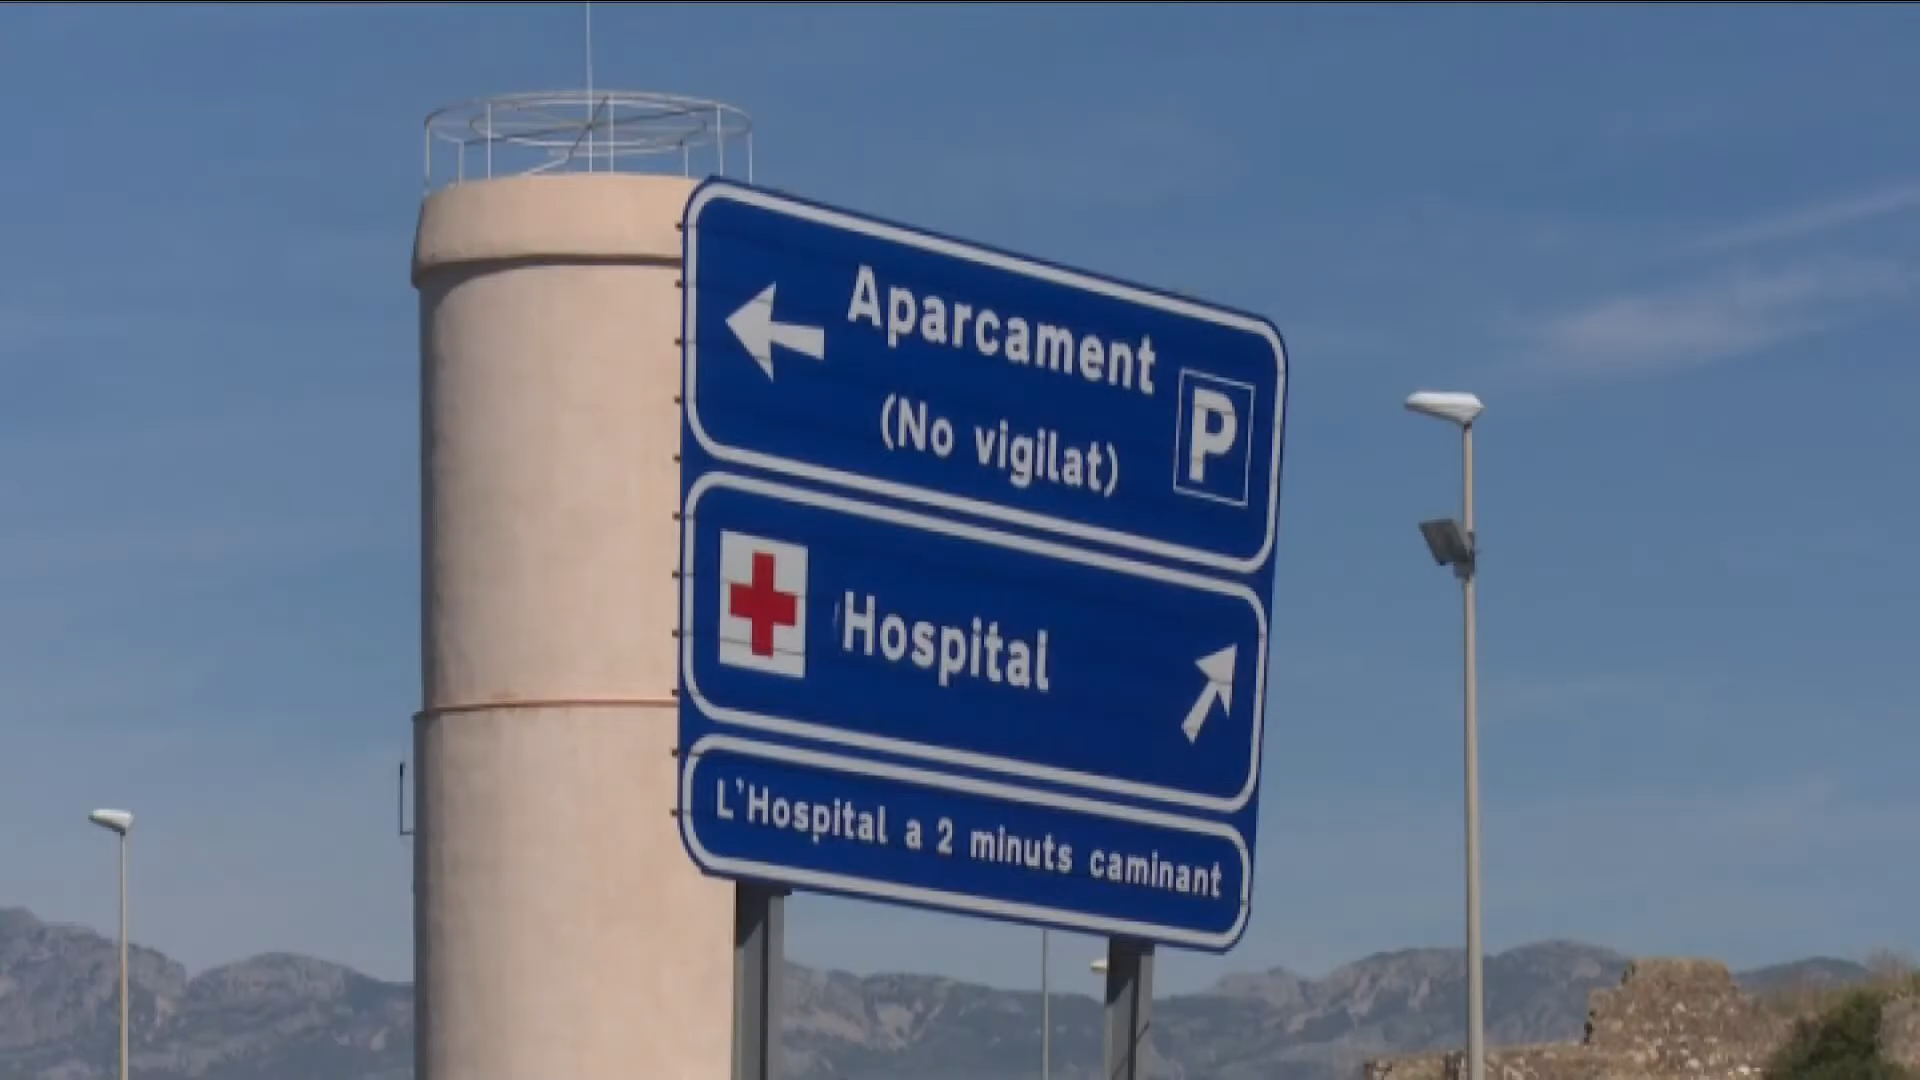 Aparcament
(No vigilat)
P
Hospital
L'Hospital a 2 minuts caminant